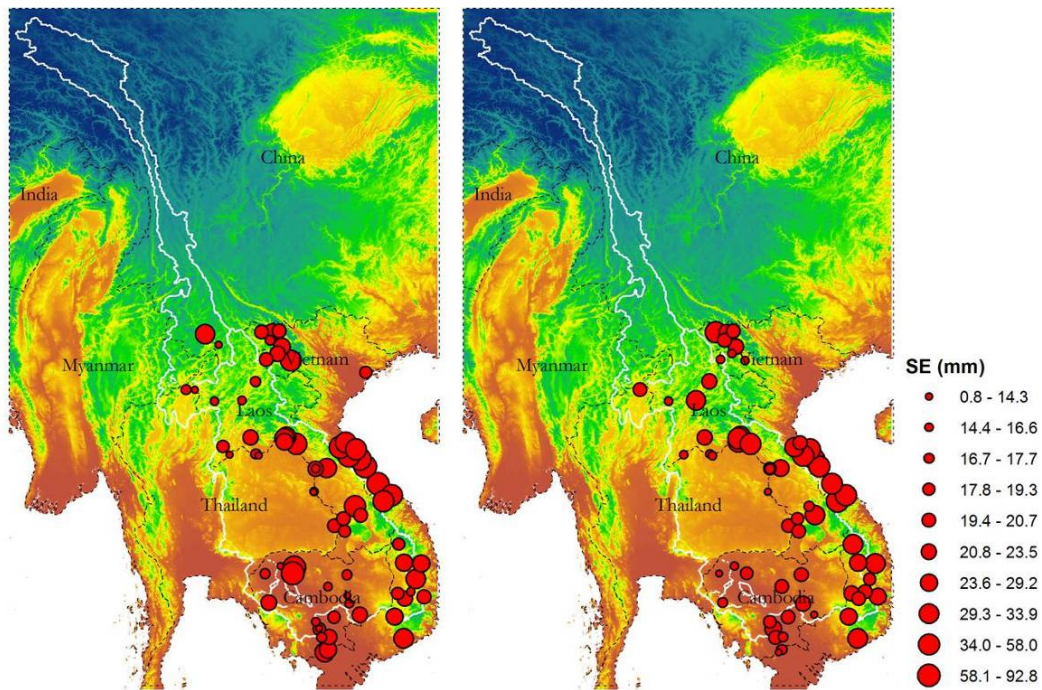 China
India
Myanmar
Vietnam
Laos
Thailand
Cambodia
China
India
Myanmar
Vietnam
Laos
Thailand
Cambodia
SE (mm)
0.8 - 14.3
14.4 - 16.6
16.7 - 17.7
17.8 - 19.3
19.4 - 20.7
20.8 - 23.5
23.6 - 29.2
29.3 - 33.9
34.0 - 58.0
58.1 - 92.8